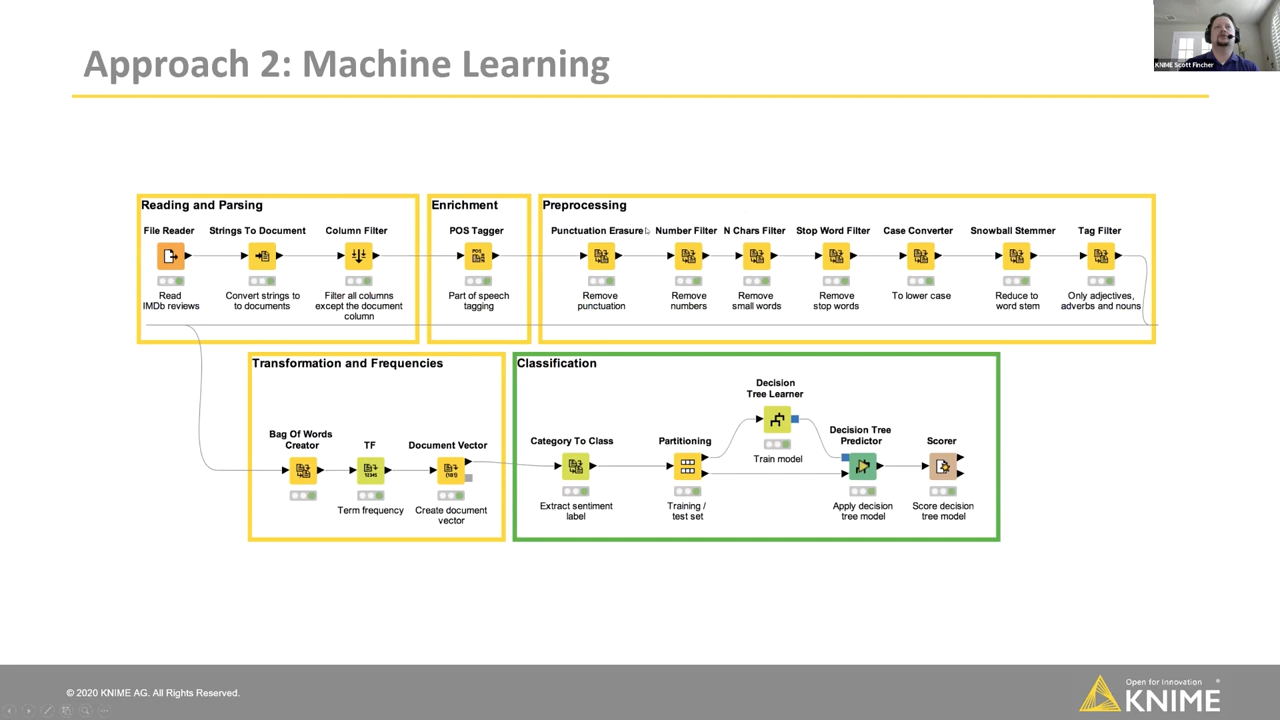 Approach 2: Machine Learning
KNIME Scott Fincher
Reading and Parsing
File Reader
Read
IMDb reviews
Strings To Document
Convert strings to
to documents
Column Filter
Filter all columns
except the document
column
Enrichment
POS Tagger
POS
Part of speech
tagging
Preprocessing
Punctuation Erasure
Remove
punctuation
Number Filter
Remove
numbers
N Chars Filter
Remove
small words
Stop Word Filter
Remove
stop words
Case Converter
To lower case
Snowball Stemmer
Reduce to
word stem
Tag Filter
Only adjectives,
adverbs and nouns
Transformation and Frequencies
Bag Of Words
Creator
TF
12345
Term frequency
Document Vector
Create document
vector
Classification
Category To Class
Extract sentiment
label
Partitioning
Training /
test set
Decision
Tree Learner
Train model
Decision Tree
Predictor
Apply decision
tree model
Scorer
Score decision
tree model
© 2020 KNIME AG. All Rights Reserved.
Open for Innovation
KNIME